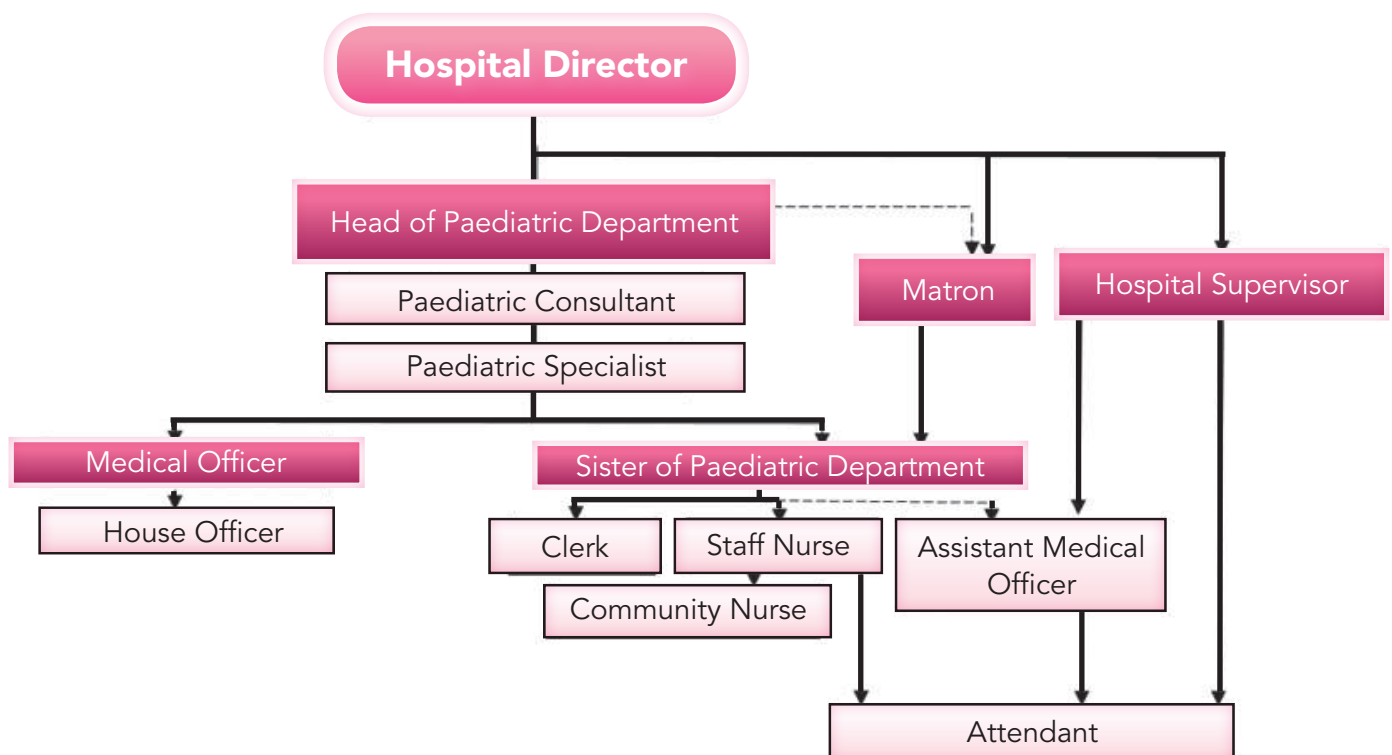 Hospital Director
Head of Paediatric Department
Paediatric Consultant
Matron
Hospital Supervisor
Paediatric Specialist
Medical Officer
Sister of Paediatric Department
House Officer
Clerk
Staff Nurse
Assistant Medical
Officer
Community Nurse
Attendant